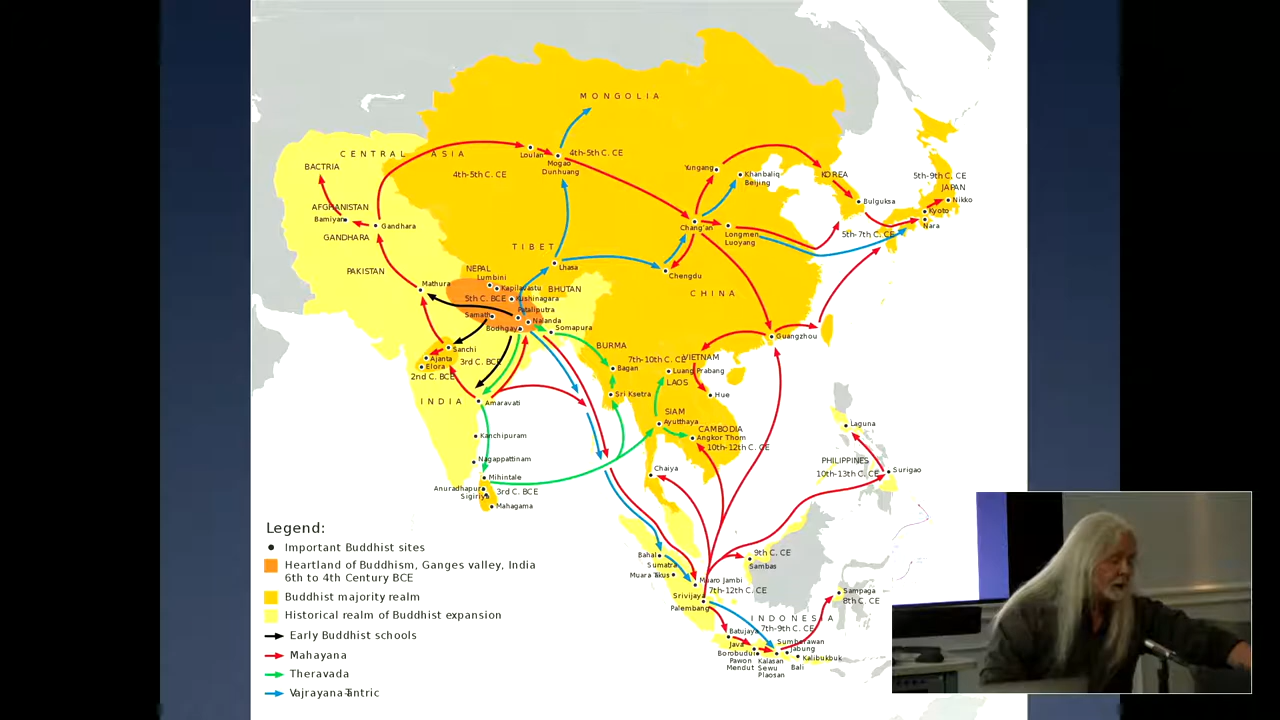 MONGOLIA
CENTRAL ASIA
BACTRIA
Loulan
Mogao
Dunhuang
4th-5th C. CE
4th-5th C. CE
Yungang
Khanbaliq
Beijing
KOREA
5th-9th C. CE
JAPAN
Nikko
Bulguksa
Kyoto
Nara
5th-7th C. CE
AFGHANISTAN
Bamiyan
Gandhara
GANDHARA
Chang'an
Longmen
Luoyang
TIBET
Lhasa
Chengdu
CHINA
PAKISTAN
Mathura
NEPAL
Lumbini
Kapilavastu
BHUTAN
5th C. BCE
Kushinagara
Pataliputra
Sarnath
Nalanda
Bodhgaya
Somapura
Guangzhou
Sanchi
Ajanta
Elora
3rd C. BCE
2nd C. BCE
BURMA
7th-10th C. CE
VIETNAM
Bagan
Luang Prabang
LAOS
Sri Ksetra
Hue
INDIA
Amaravati
SIAM
Ayutthaya
CAMBODIA
Angkor Thom
10th-12th C. CE
Kanchipuram
Nagappattinam
Laguna
PHILIPPINES
10th-13th C. CE
Surigao
Chaiya
Mihintale
Anuradhapura
Sigiriya
3rd C. BCE
Mahagama
Legend:
Important Buddhist sites
Heartland of Buddhism, Ganges valley, India
6th to 4th Century BCE
Buddhist majority realm
Historical realm of Buddhist expansion
Early Buddhist schools
Mahayana
Theravada
Vajrayana-Tantric
Bahal
Sumatra
Muara Takus
Muaro Jambi
7th-12th C. CE
Srivijaya
Palembang
9th C. CE
Sambas
Sampaga
8th C. CE
INDONESIA
7th-9th C. CE
Batujaya
Java
Borobudur
Pawon
Mendut
Kalasan
Sewu
Plaosan
Sumberawan
Jabung
Kalibukbuk
Bali